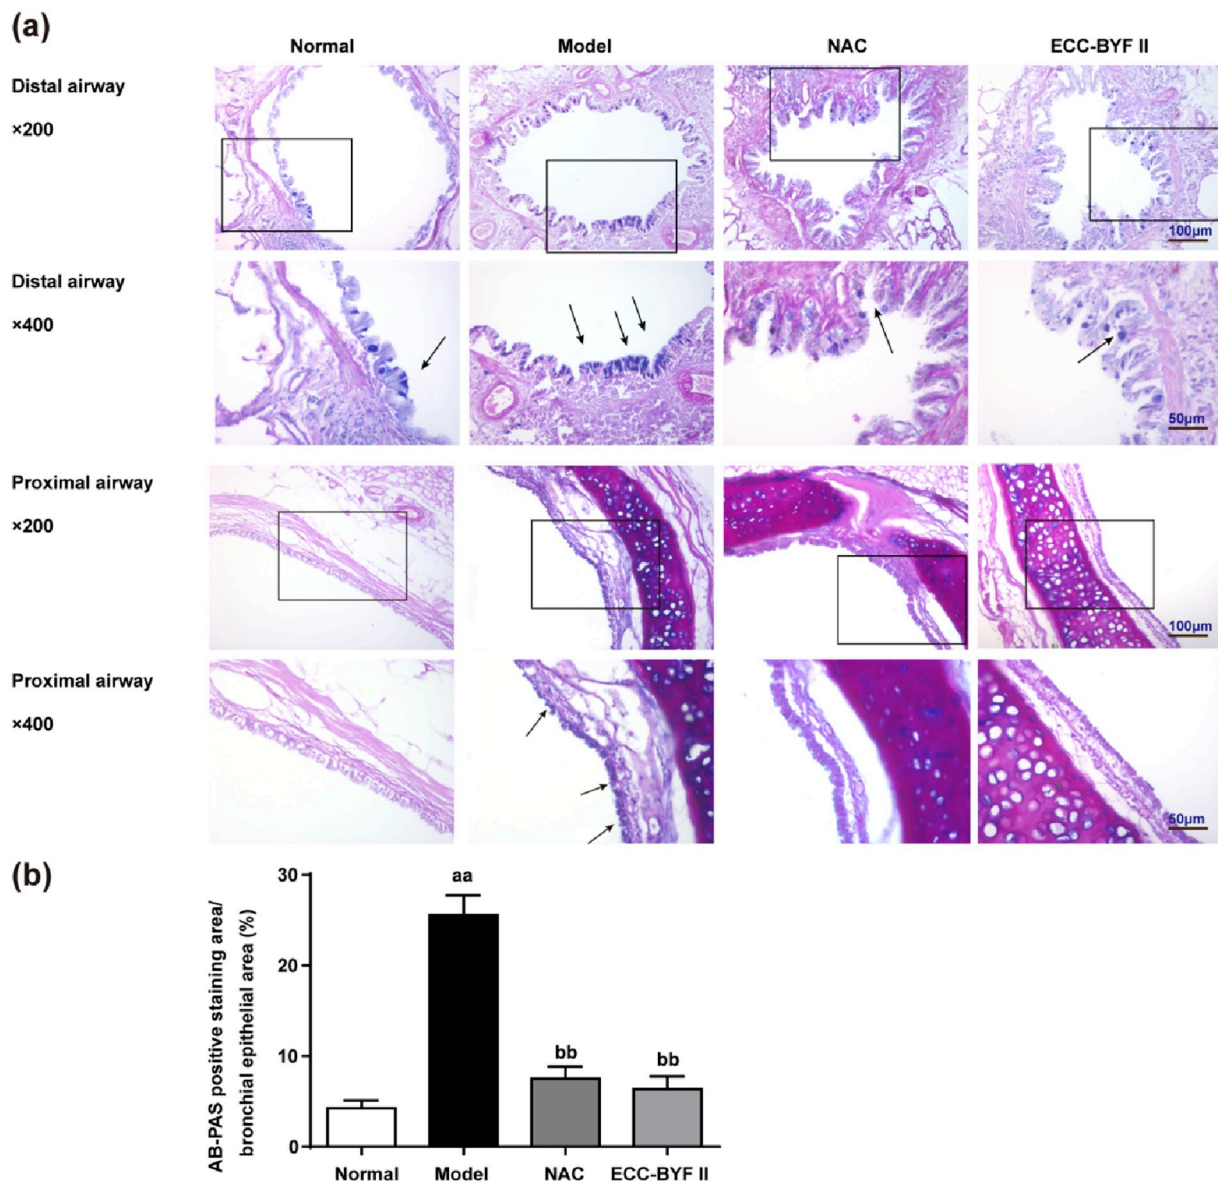 (a)
Normal Model NAC ECC-BYF II
Distal airway
×200
100μm
Distal airway
×400
50μm
Proximal airway
×200
100μm
Proximal airway
×400
50μm
(b)
AB-PAS positive staining area/
bronchial epithelial area (%)
30
20
10
0
aa
bb
bb
Normal Model NAC ECC-BYF II